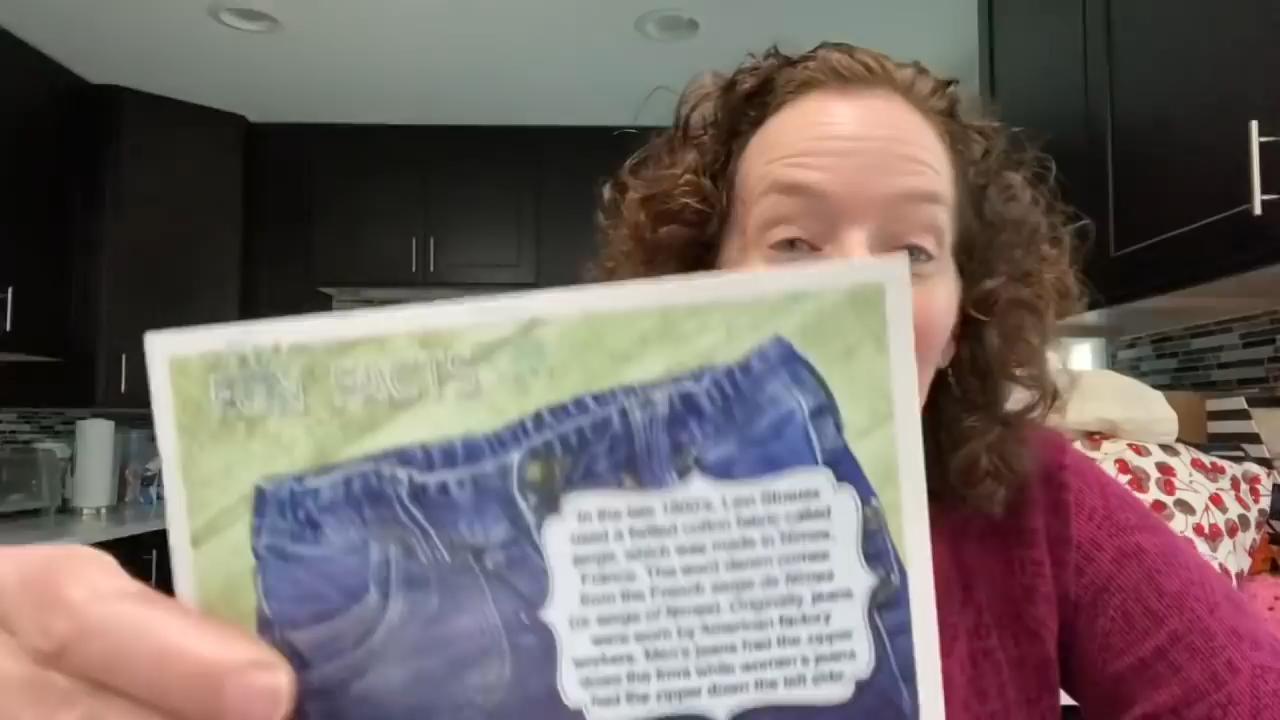 FUN FACTS
In the late 1800's, Levi Strauss
used a twilled cotton fabric called
serge, which was made in Nimes,
France. The word denim comes
from the French serge de Nimes
(or serge of Nimes). Originally jeans
were worn by American factory
workers. Men's jeans had the zipper
down the front while women's jeans
had the zipper down the left side.